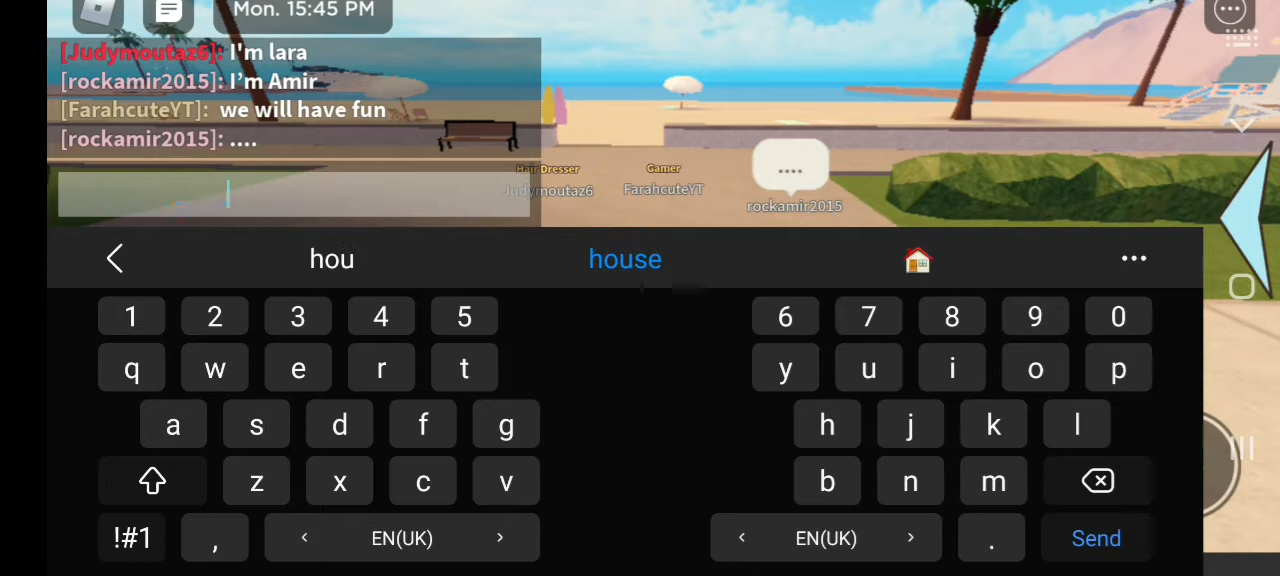 Mon. 15:45 PM
[Judymoutaz6]: I'm lara
[rockamir2015]: I'm Amir
[FarahcuteYT]: we will have fun
[rockamir2015]: ....
Hair Dresser
Judymoutaz6
Gamer
FarahcuteYT
....
rockamir2015
hou house
1 2 3 4 5 6 7 8 9 0
q w e r t y u i o p
a s d f g h j k l
z x c v b n m
!#1 , < EN(UK) > < EN(UK) > . Send